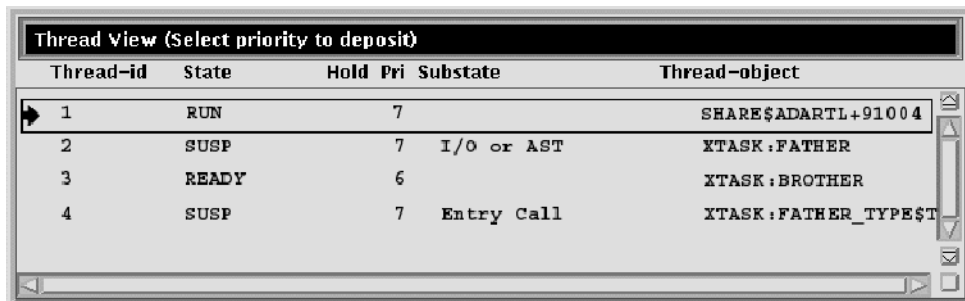 Thread View (Select priority to deposit)
Thread-id State Hold Pri Substate Thread-object
1 RUN 7 SHARE$ADARTL+91004
2 SUSP 7 I/O or AST XTASK:FATHER
3 READY 6 XTASK:BROTHER
4 SUSP 7 Entry Call XTASK:FATHER_TYPE$T